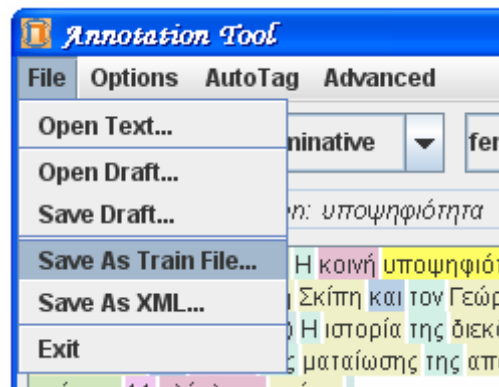 Annotation Tool
File Options AutoTag Advanced
Open Text...
Open Draft...
Save Draft... υποψηφιότητα
Save As Train File... Η κοινή
Save As XML... Σκίπη και τον
Exit Η ιστορία της
ματαίωσης της